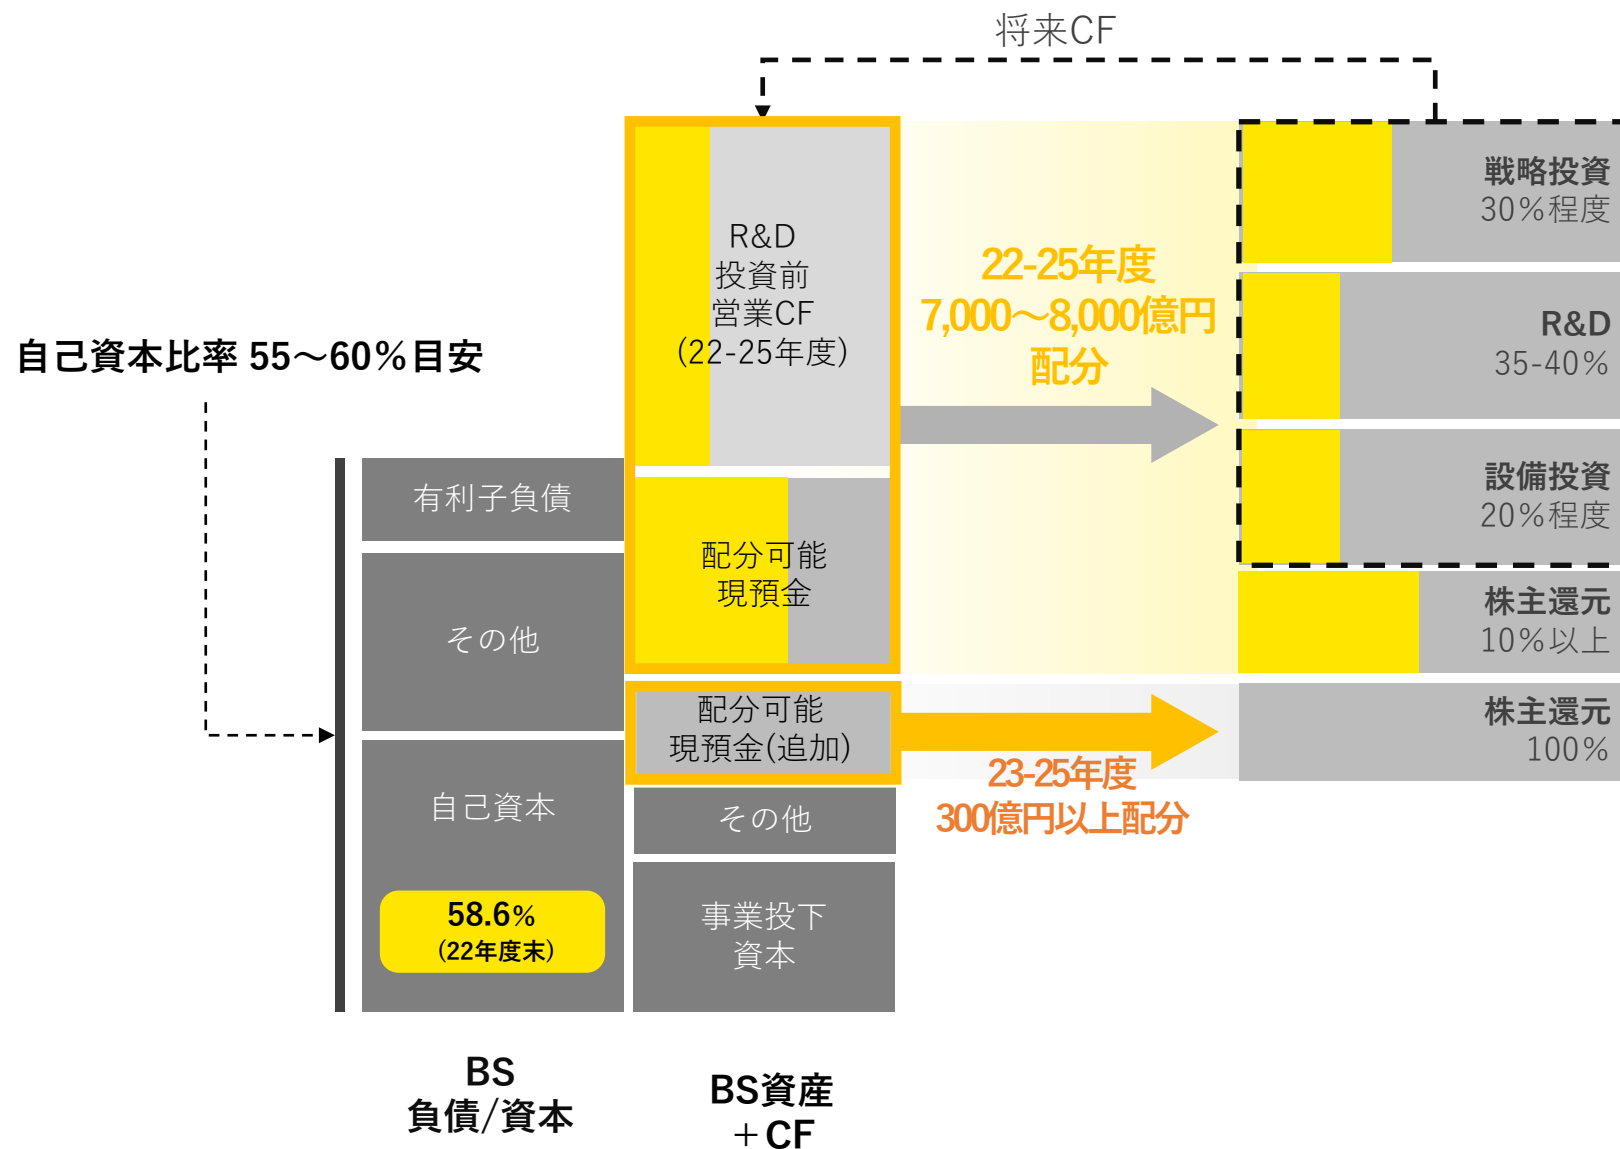 将来CF
自己資本比率 55～60%目安
有利子負債
その他
自己資本
58.6%
(22年度末)
BS
負債/資本
R&D
投資前
営業CF
(22-25年度)
配分可能
現預金
配分可能
現預金(追加)
その他
事業投下
資本
BS資産
＋CF
22-25年度
7,000～8,000億円
配分
23-25年度
300億円以上配分
戦略投資
30%程度
R&D
35-40%
設備投資
20%程度
株主還元
10%以上
株主還元
100%